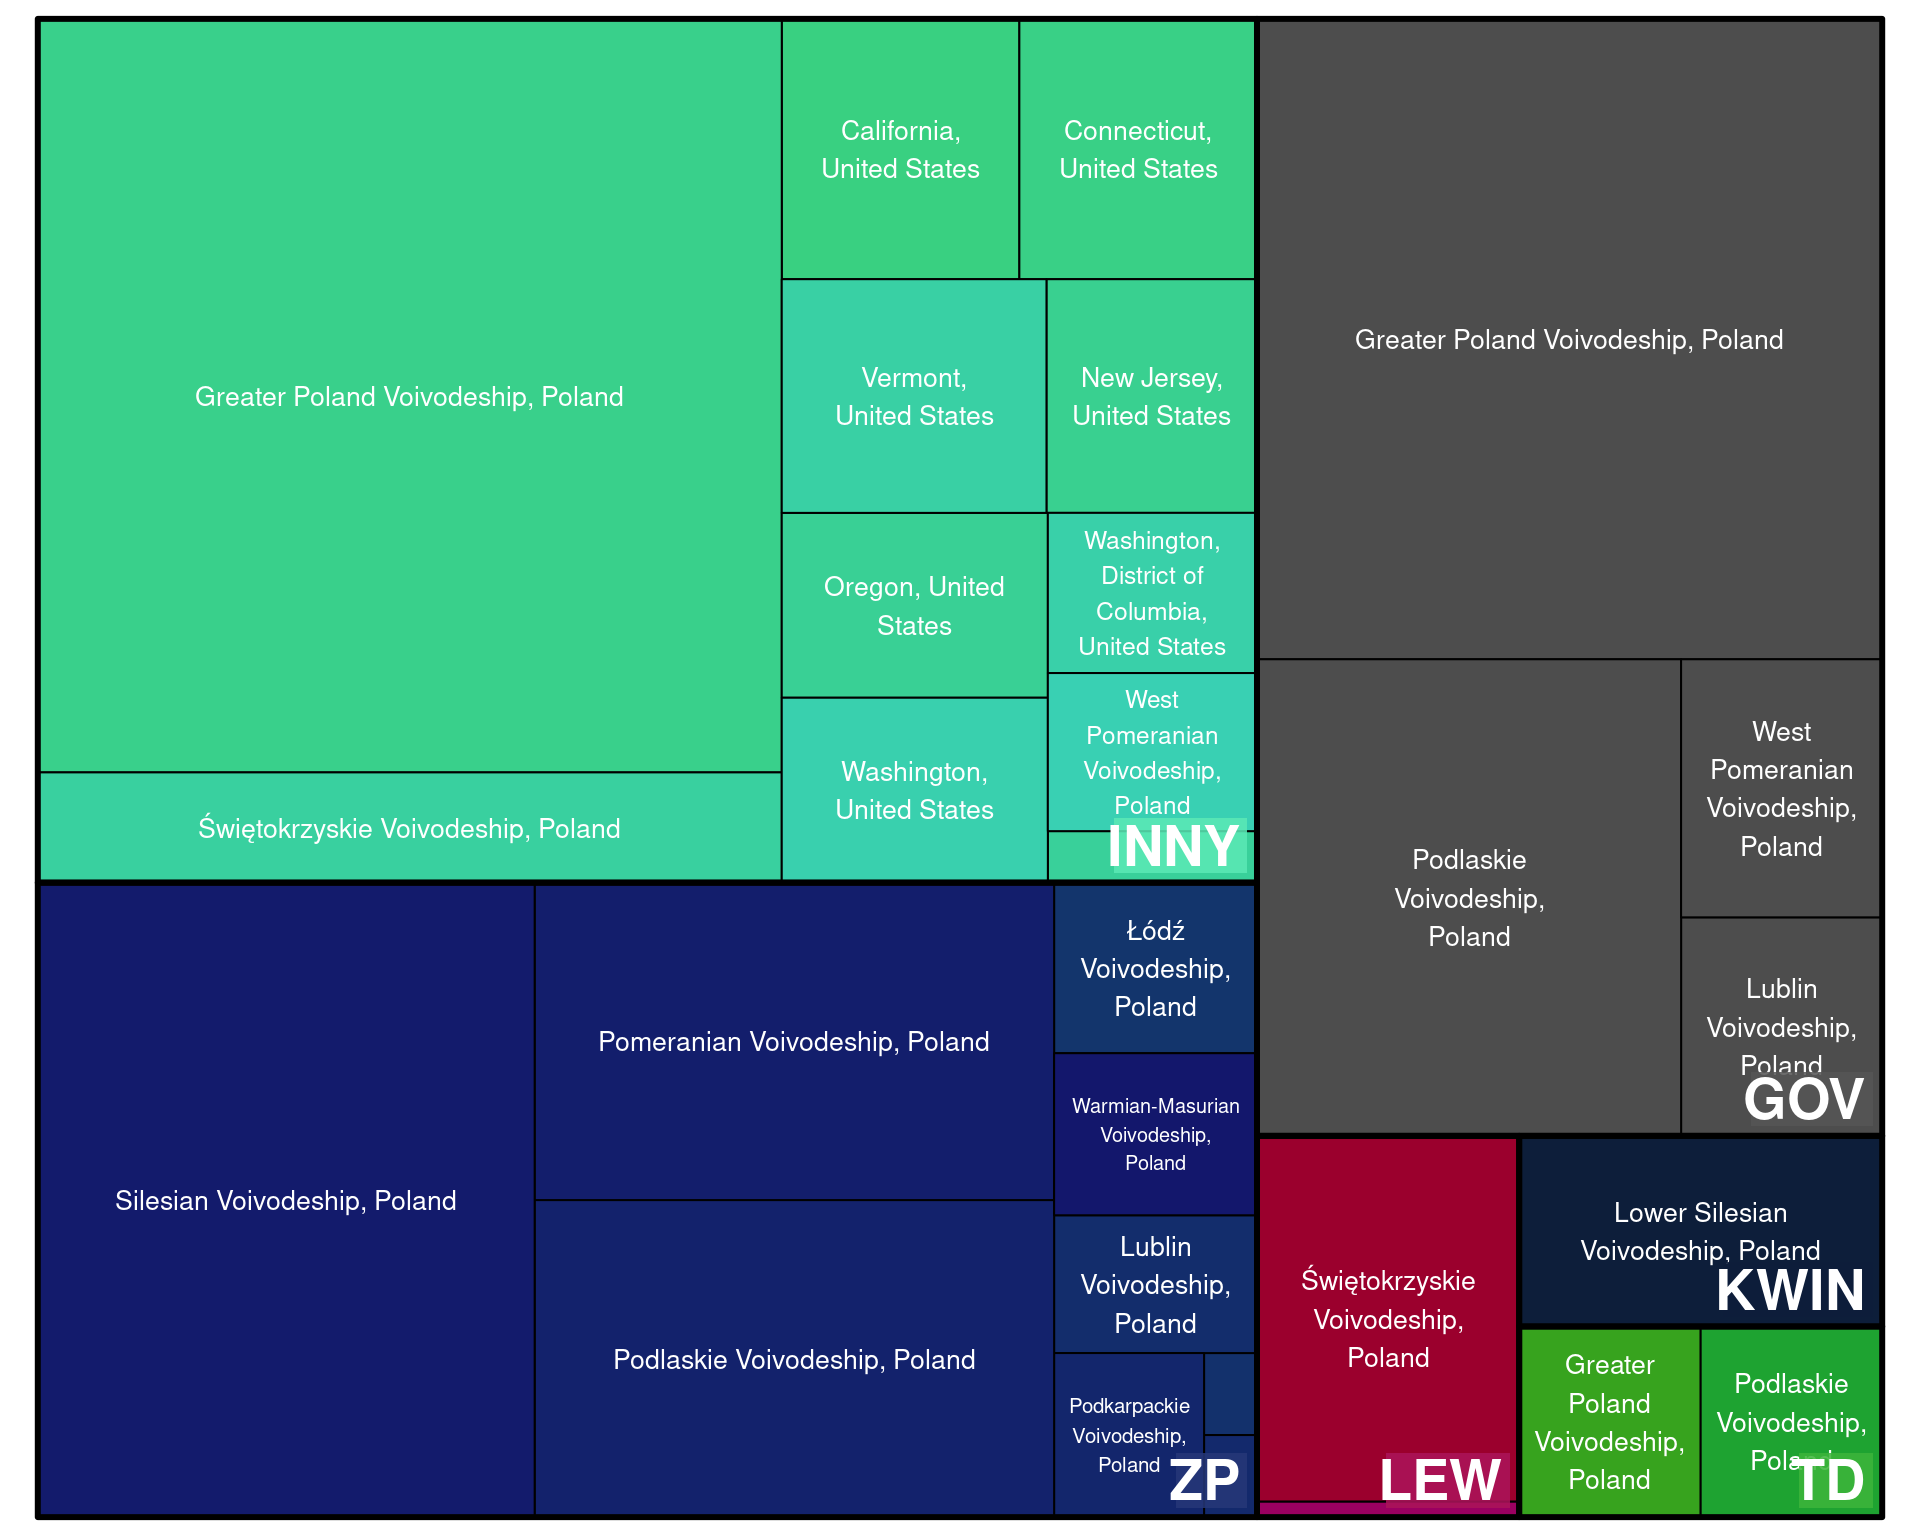 Greater Poland Voivodeship, Poland
Świętokrzyskie Voivodeship, Poland
California,
United States
Connecticut,
United States
Vermont,
United States
New Jersey,
United States
Oregon, United
States
Washington,
United States
Washington,
District of
Columbia,
United States
West
Pomeranian
Voivodeship,
Poland
INNY
Greater Poland Voivodeship, Poland
Podlaskie
Voivodeship,
Poland
West
Pomeranian
Voivodeship,
Poland
Lublin
Voivodeship,
Poland
GOV
Silesian Voivodeship, Poland
Pomeranian Voivodeship, Poland
Podlaskie Voivodeship, Poland
Łódź
Voivodeship,
Poland
Warmian-Masurian
Voivodeship,
Poland
Lublin
Voivodeship,
Poland
Podkarpackie
Voivodeship,
Poland
ZP
Świętokrzyskie
Voivodeship,
Poland
LEW
Lower Silesian
Voivodeship, Poland
KWIN
Greater
Poland
Voivodeship,
Poland
Podlaskie
Voivodeship,
Poland
TD